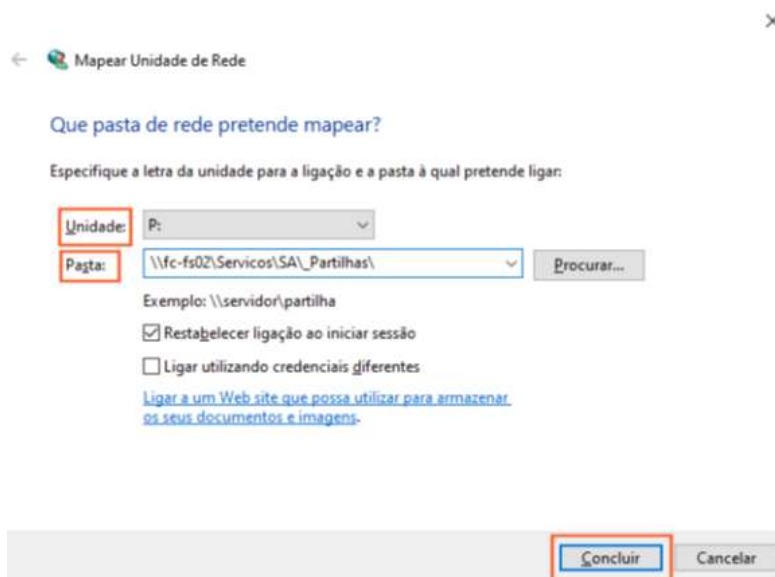 Mapear Unidade de Rede
Que pasta de rede pretende mapear?
Especifique a letra da unidade para a ligação e a pasta à qual pretende ligar:
Unidade: P:
Pasta: \\fc-fs02\Servicos\SA\_Partilhas\ Procurar...
Exemplo: \\servidor\partilha
Restabelecer ligação ao iniciar sessão
Ligar utilizando credenciais diferentes
Ligar a um Web site que possa utilizar para armazenar
os seus documentos e imagens.
Concluir Cancelar